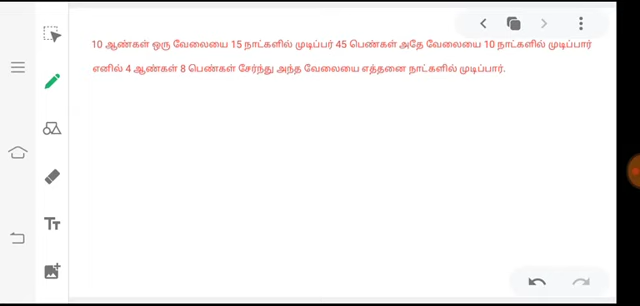 10 ஆண்கள் ஒரு வேலையை 15 நாட்களில் முடிப்பர் 45 பெண்கள் அதே வேலையை 10 நாட்களில் முடிப்பார்
எனில் 4 ஆண்கள் 8 பெண்கள் சேர்ந்து அந்த வேலையை எத்தனை நாட்களில் முடிப்பார்.
TT